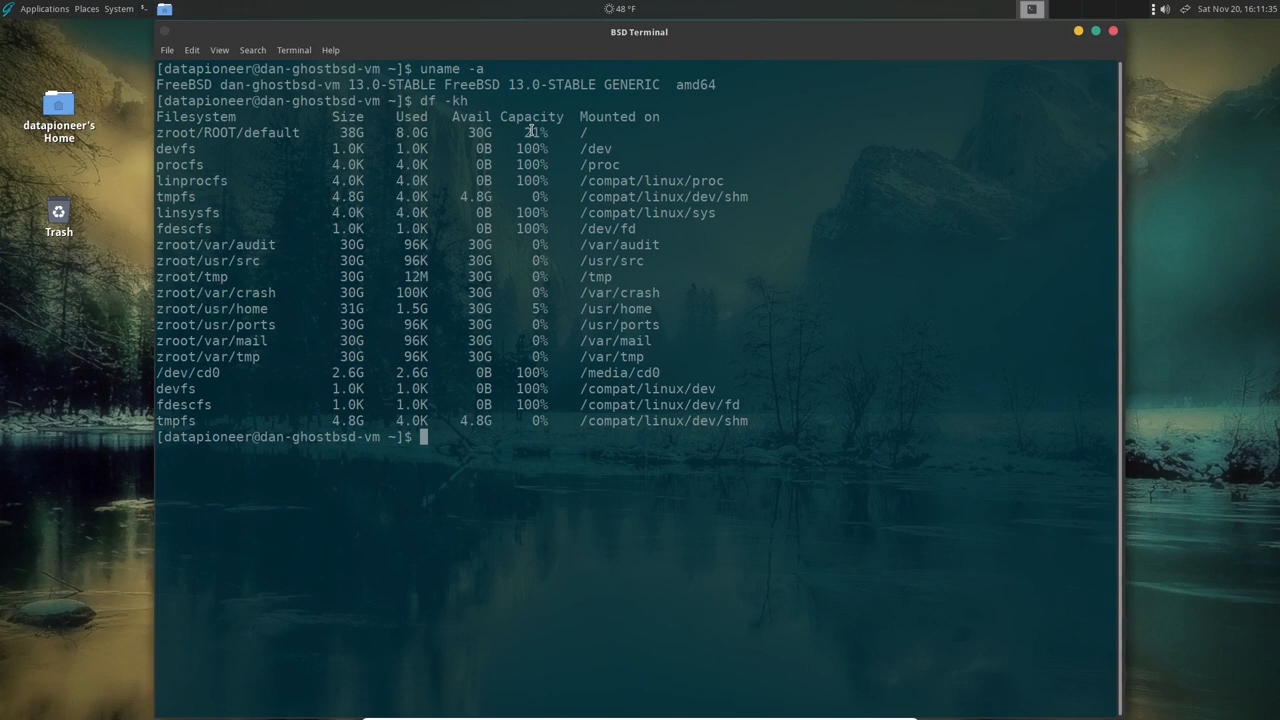 Applications Places System 48 °F Sat Nov 20, 16:11:35
BSD Terminal
File Edit View Search Terminal Help
datapioneer's
Home
Trash
[datapioneer@dan-ghostbsd-vm ~]$ uname -a
FreeBSD dan-ghostbsd-vm 13.0-STABLE FreeBSD 13.0-STABLE GENERIC  amd64
[datapioneer@dan-ghostbsd-vm ~]$ df -kh
Filesystem Size Used Avail Capacity Mounted on
zroot/ROOT/default 38G 8.0G 30G 21% /
devfs 1.0K 1.0K 0B 100% /dev
procfs 4.0K 4.0K 0B 100% /proc
linprocfs 4.0K 4.0K 0B 100% /compat/linux/proc
tmpfs 4.8G 4.0K 4.8G 0% /compat/linux/dev/shm
linsysfs 4.0K 4.0K 0B 100% /compat/linux/sys
fdescfs 1.0K 1.0K 0B 100% /dev/fd
zroot/var/audit 30G 96K 30G 0% /var/audit
zroot/usr/src 30G 96K 30G 0% /usr/src
zroot/tmp 30G 12M 30G 0% /tmp
zroot/var/crash 30G 100K 30G 0% /var/crash
zroot/usr/home 31G 1.5G 30G 5% /usr/home
zroot/usr/ports 30G 96K 30G 0% /usr/ports
zroot/var/mail 30G 96K 30G 0% /var/mail
zroot/var/tmp 30G 96K 30G 0% /var/tmp
/dev/cd0 2.6G 2.6G 0B 100% /media/cd0
devfs 1.0K 1.0K 0B 100% /compat/linux/dev
fdescfs 1.0K 1.0K 0B 100% /compat/linux/dev/fd
tmpfs 4.8G 4.0K 4.8G 0% /compat/linux/dev/shm
[datapioneer@dan-ghostbsd-vm ~]$